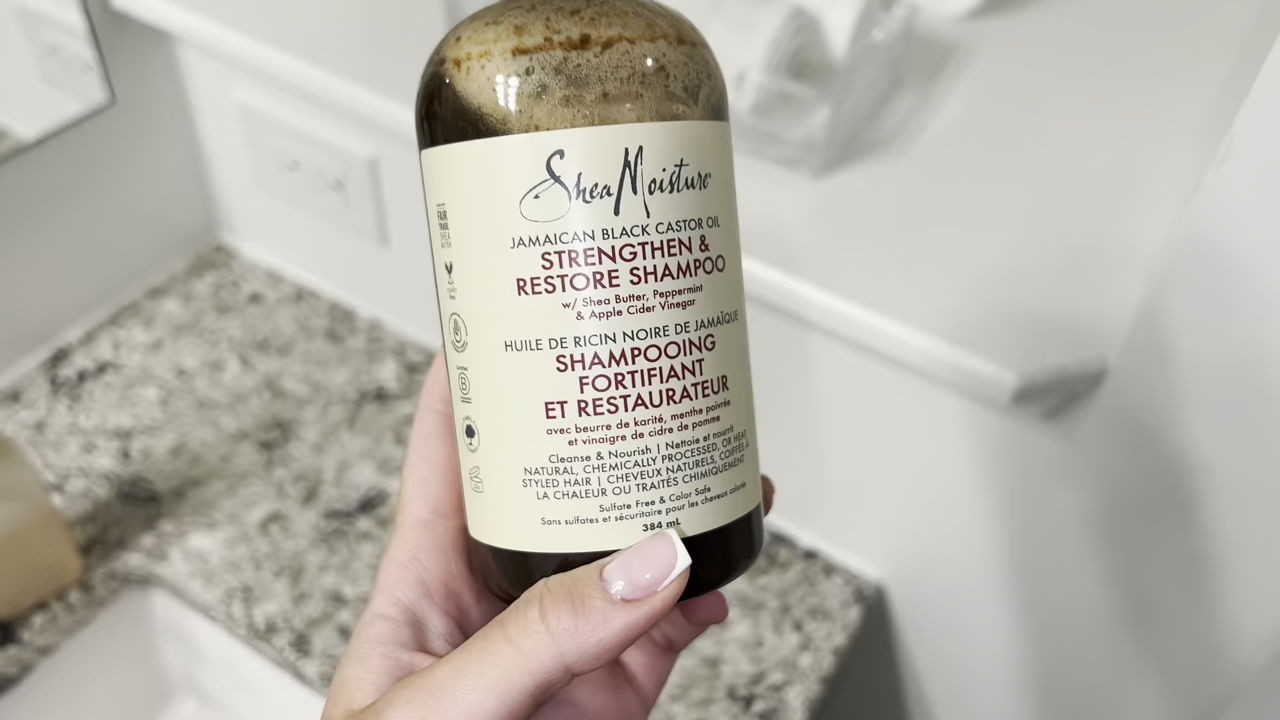 SheaMoisture
JAMAICAN BLACK CASTOR OIL
STRENGTHEN &
RESTORE SHAMPOO
w/ Shea Butter, Peppermint
& Apple Cider Vinegar
HUILE DE RICIN NOIRE DE JAMAÏQUE
SHAMPOOING
FORTIFIANT
ET RESTAURATEUR
avec beurre de karité, menthe poivrée
et vinaigre de cidre de pomme
Cleanse & Nourish | Nettoie et nourrit
NATURAL, CHEMICALLY PROCESSED, OR HEAT
STYLED HAIR | CHEVEUX NATURELS, COIFFÉS À
LA CHALEUR OU TRAITÉS CHIMIQUEMENT
Sulfate Free & Color Safe
Sans sulfates et sécuritaire pour les cheveux colorés
384 mL
FAIR
TRADE
SHEA
BUTTER
B